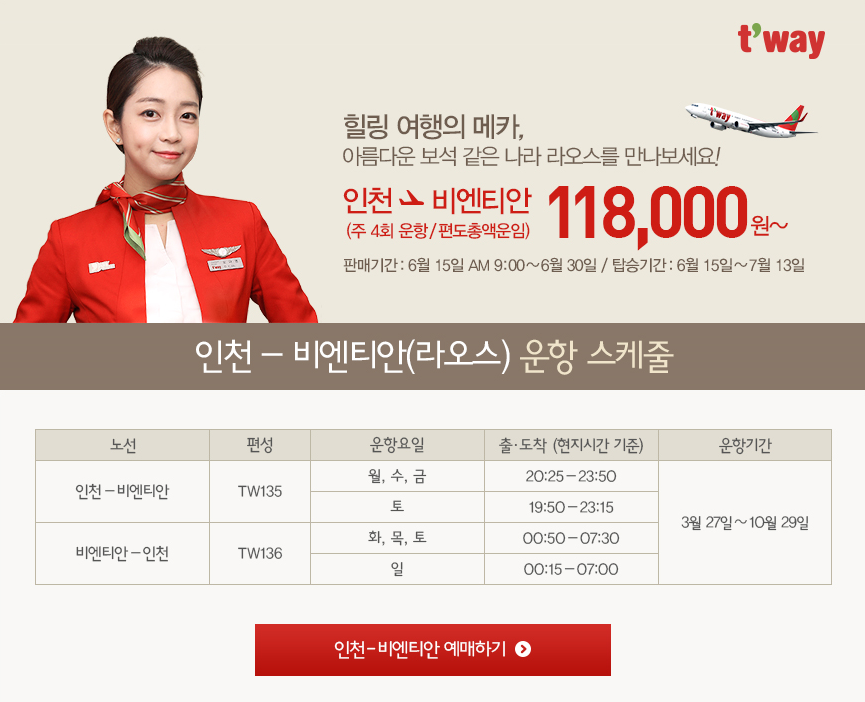 t'way
t'way
힐링 여행의 메카,
아름다운 보석 같은 나라 라오스를 만나보세요!
인천 비엔티안 118,000원~
(주 4회 운항/편도총액운임)
판매기간 : 6월 15일 AM 9:00~6월 30일 / 탑승기간 : 6월 15일~7월 13일
t'way
인천 – 비엔티안(라오스) 운항 스케줄
노선 편성 운항요일 출·도착 (현지시간 기준) 운항기간
인천 – 비엔티안 TW135 월, 수, 금 20:25 – 23:50
토 19:50 – 23:15
3월 27일 ~ 10월 29일
비엔티안 – 인천 TW136 화, 목, 토 00:50 – 07:30
일 00:15 – 07:00
인천-비엔티안 예매하기